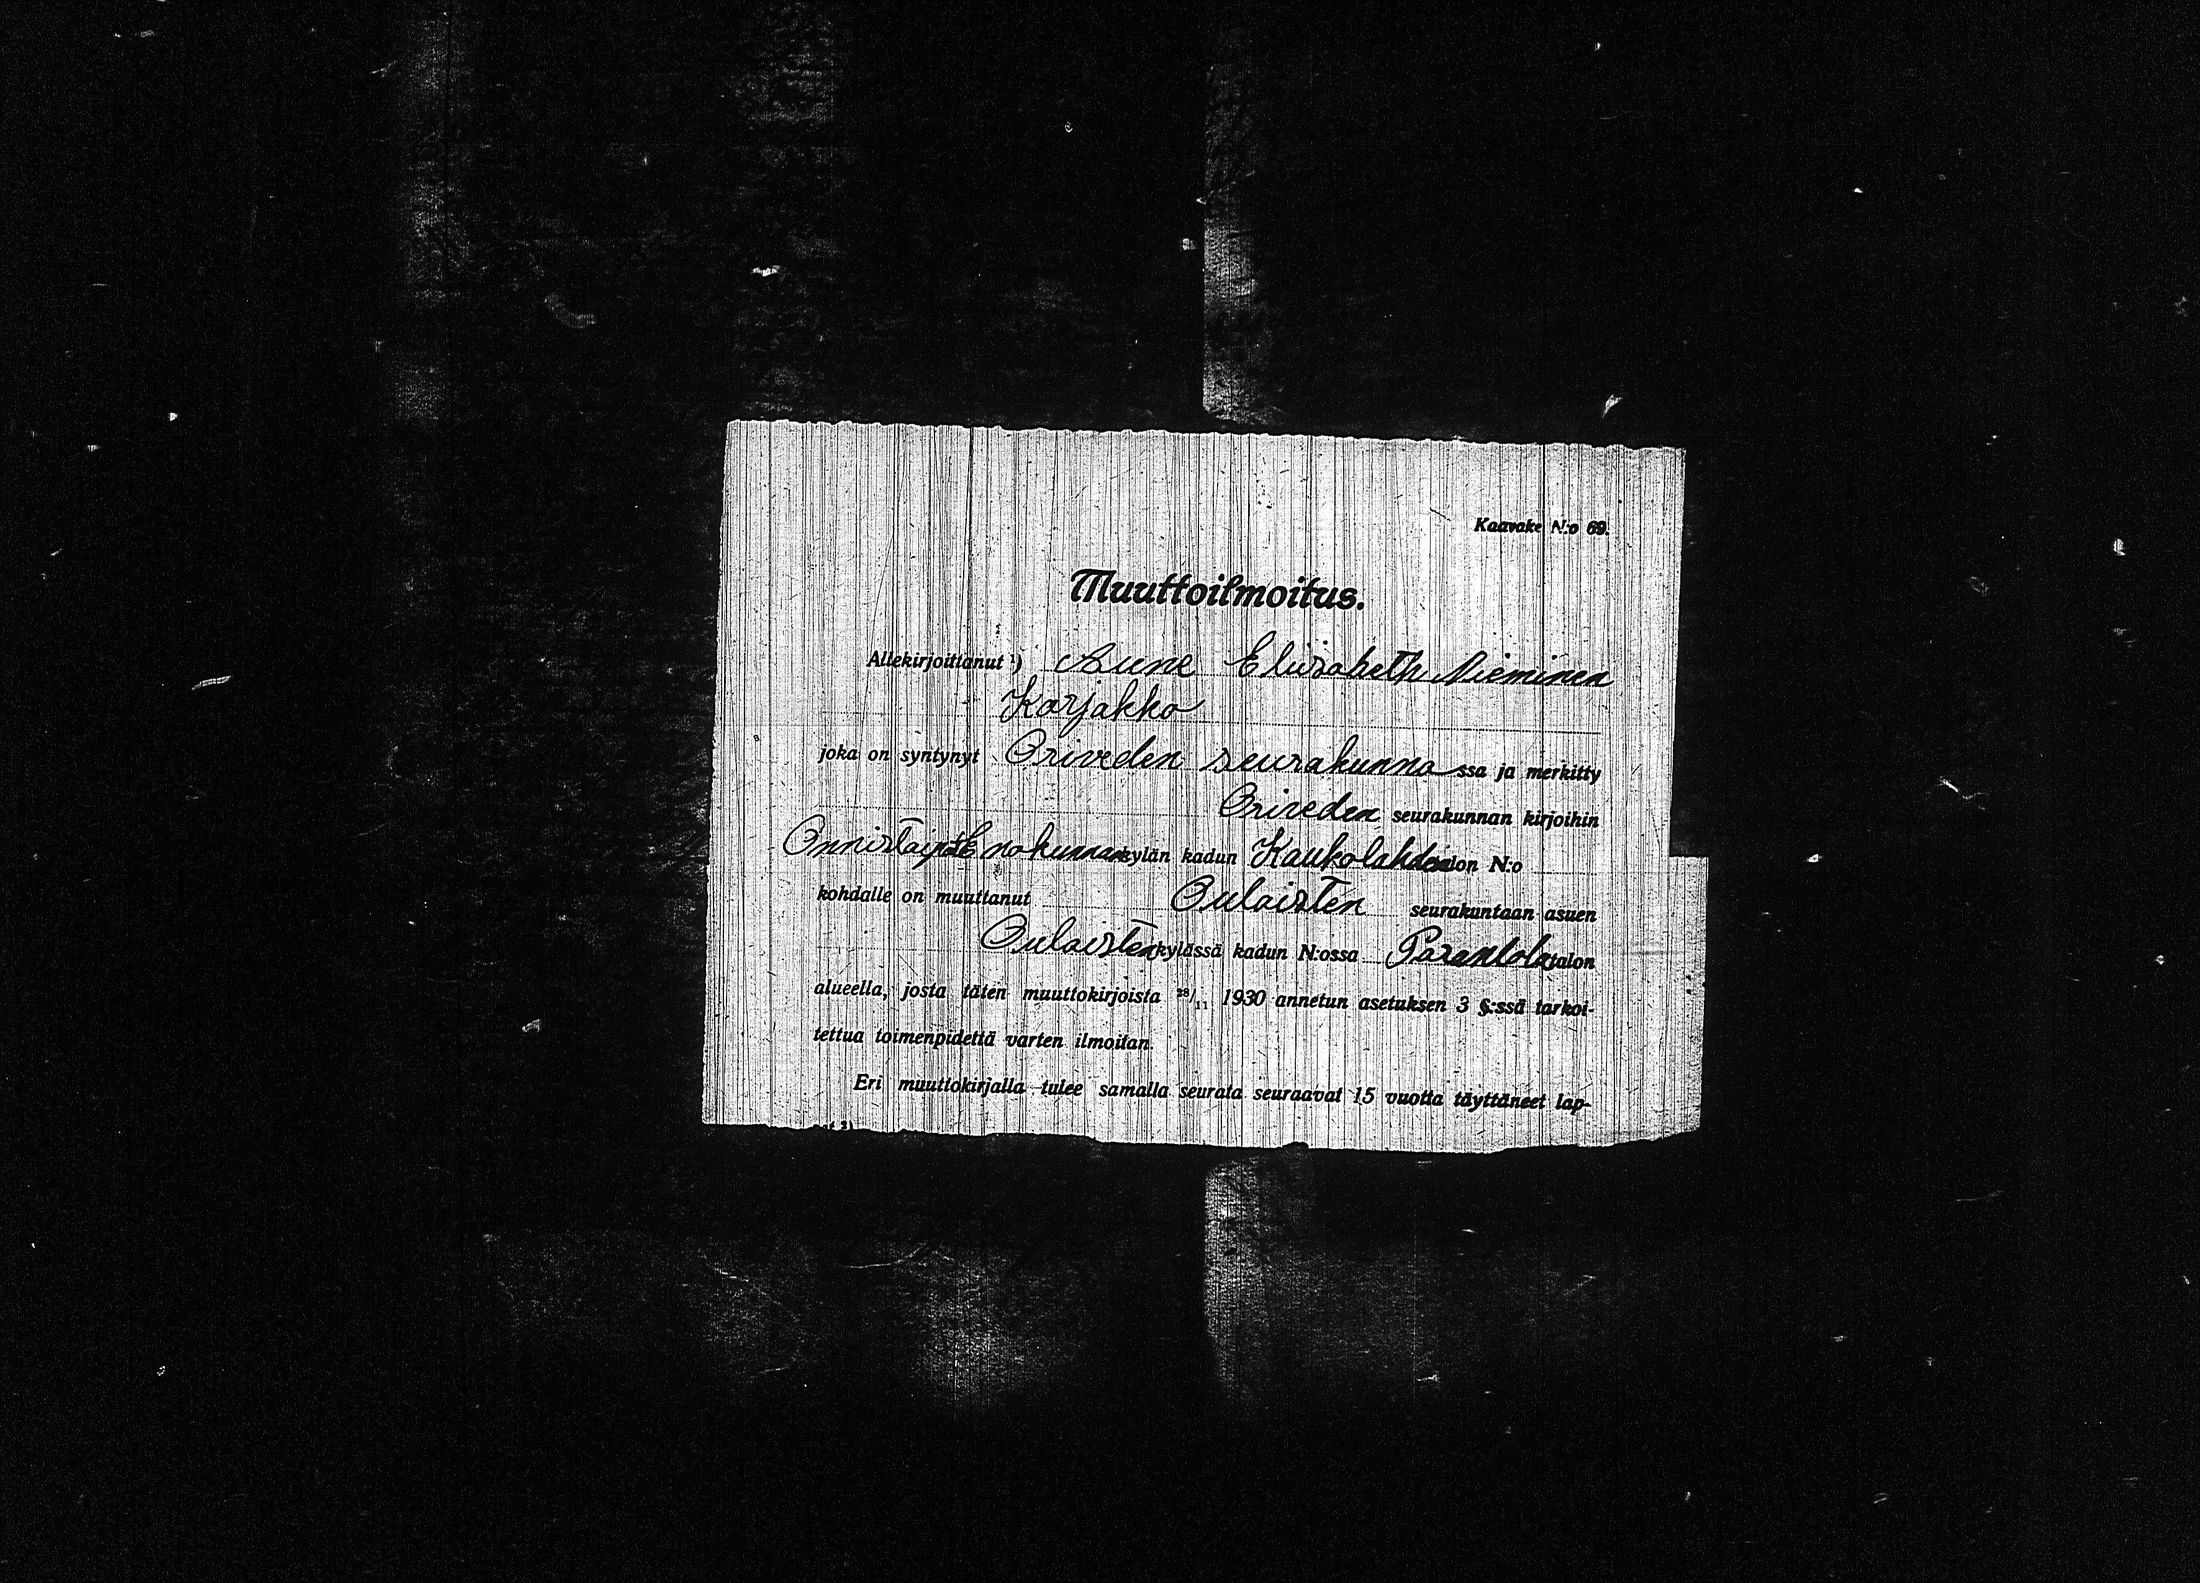 Kaavake N:o 69.
Muuttoilmoitus.
Allekirjoittanut ¹) Aune Elisabeth Nieminen
Karjakko
joka on syntynyt Oriveden seurakunnassa ja merkitty
Oriveden seurakunnan kirjoihin
kylän kadun Kaukolahden talon N:o
kohdalle on muuttanut Oulaisten seurakuntaan asuen
Oulaisten kylässä kadun N:ossa Parantola talon
alueella, josta täten muuttokirjoista 28/11 1930 annetun asetuksen 3 §:ssä tarkoi-
tettua toimenpidettä varten ilmoitan.
Eri muuttokirjalla tulee samalla seurata seuraavat 15 vuotta täyttäneet lap-